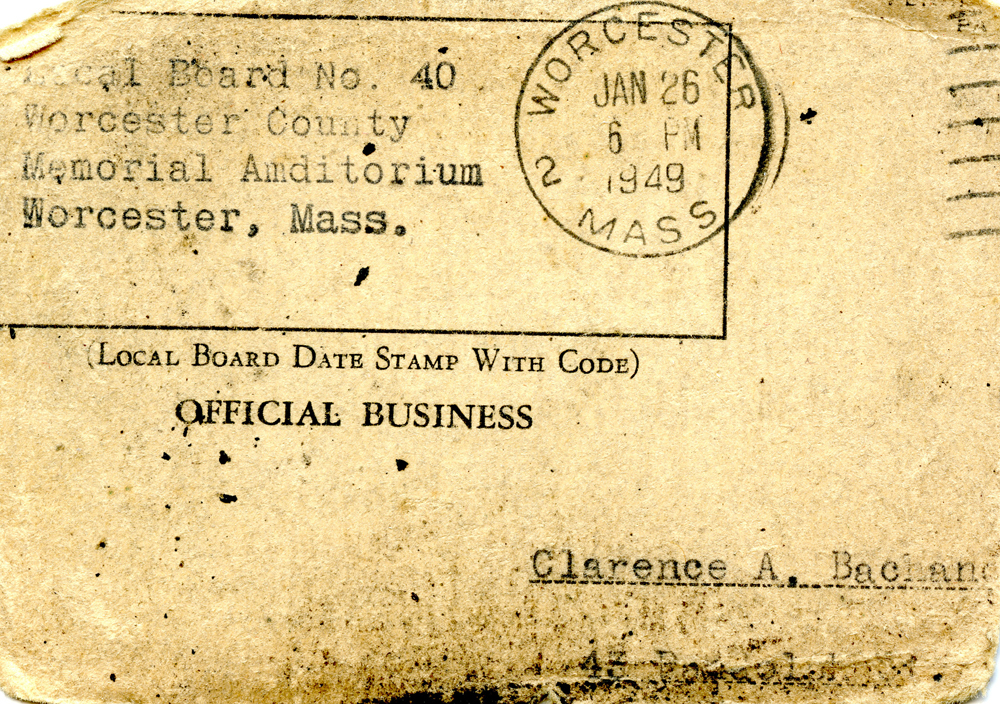 Local Board No. 40
Worcester County
Memorial Amditorium
Worcester, Mass.
WORCESTER
JAN 26
6 PM
1949
2
MASS
(LOCAL BOARD DATE STAMP WITH CODE)
OFFICIAL BUSINESS
Clarence A. Bachan